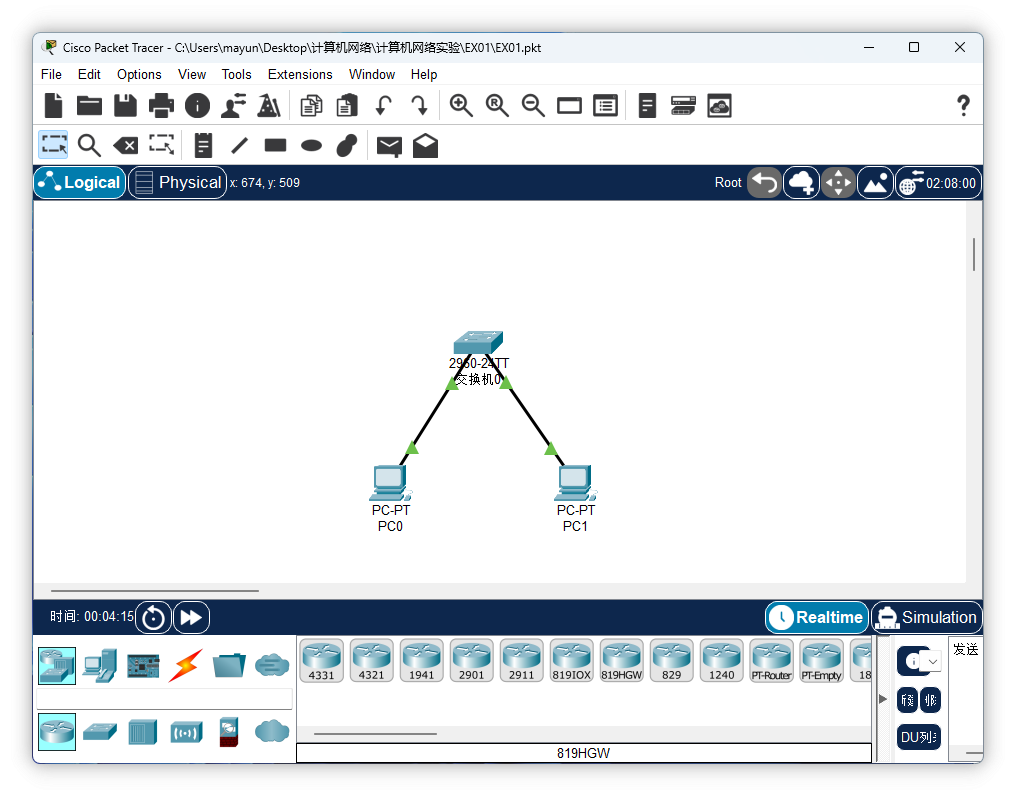 Cisco Packet Tracer - C:\Users\mayun\Desktop\计算机网络\计算机网络实验\EX01\EX01.pkt
File Edit Options View Tools Extensions Window Help
Logical Physical x: 674, y: 509 Root 02:08:00
2950-24TT
交换机0
PC-PT PC-PT
PC0 PC1
时间: 00:04:15 Realtime Simulation
发送
4331 4321 1941 2901 2911 819IOX 819HGW 829 1240 PT-Router PT-Empty 18
DU列
819HGW